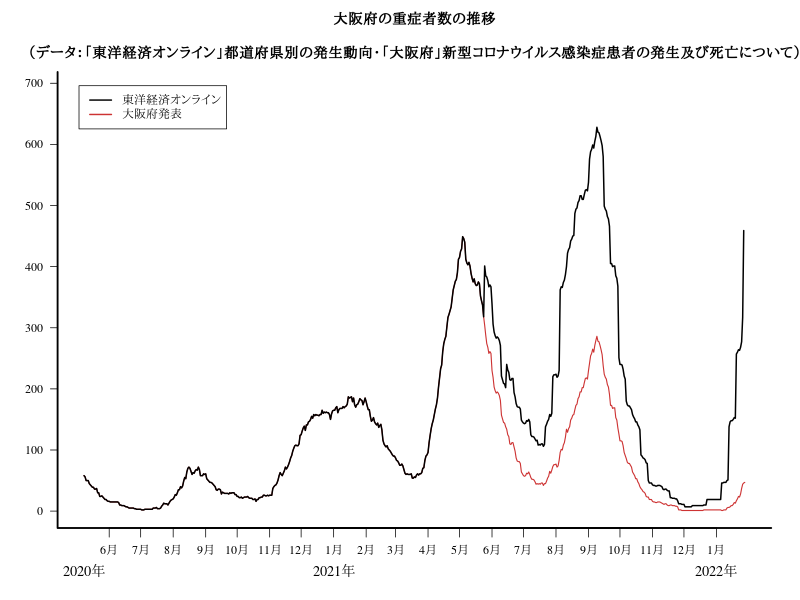 大阪府の重症者数の推移
（データ：「東洋経済オンライン」都道府県別の発生動向・「大阪府」新型コロナウイルス感染症患者の発生及び死亡について）
東洋経済オンライン
大阪府発表
700
600
500
400
300
200
100
0
6月 7月 8月 9月 10月 11月 12月 1月 2月 3月 4月 5月 6月 7月 8月 9月 10月 11月 12月 1月
2020年 2021年 2022年